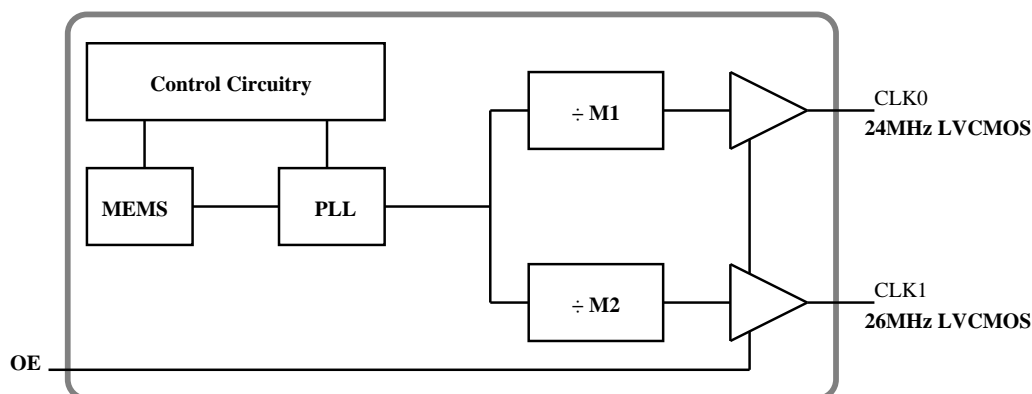 Control Circuitry
MEMS
PLL
÷ M1
÷ M2
CLK0
24MHz LVCMOS
CLK1
26MHz LVCMOS
OE